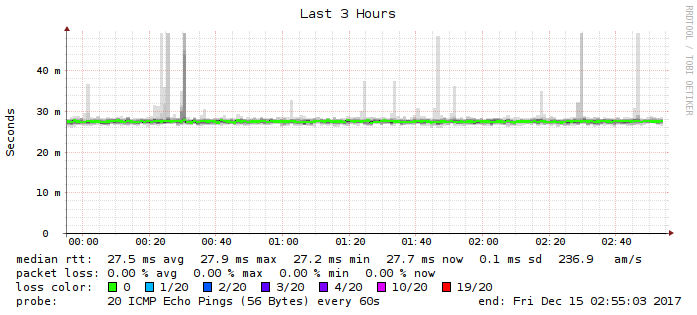 Last 3 Hours
RRDTOOL / TOBI OETIKER
Seconds
40 m
30 m
20 m
10 m
0
00:00 00:20 00:40 01:00 01:20 01:40 02:00 02:20 02:40
median rtt: 27.5 ms avg 27.9 ms max 27.2 ms min 27.7 ms now 0.1 ms sd 236.9 am/s
packet loss: 0.00 % avg 0.00 % max 0.00 % min 0.00 % now
loss color: 0 1/20 2/20 3/20 4/20 10/20 19/20
probe: 20 ICMP Echo Pings (56 Bytes) every 60s end: Fri Dec 15 02:55:03 2017